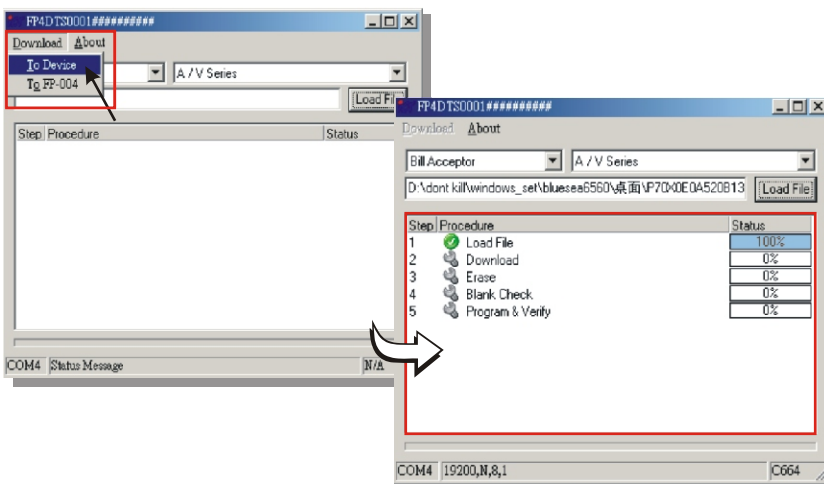 FP4DTS0001##########
Download About
To Device
To FP-004
A / V Series
Load Fil
Step Procedure Status
COM4 Status Message N/A
FP4DTS0001##########
Download About
Bill Acceptor A / V Series
D:\dont kill\windows_set\bluesea6560\桌面\P70X0E0A520B13 Load File
Step Procedure Status
1 Load File 100%
2 Download 0%
3 Erase 0%
4 Blank Check 0%
5 Program & Verify 0%
COM4 19200,N,8,1 C664